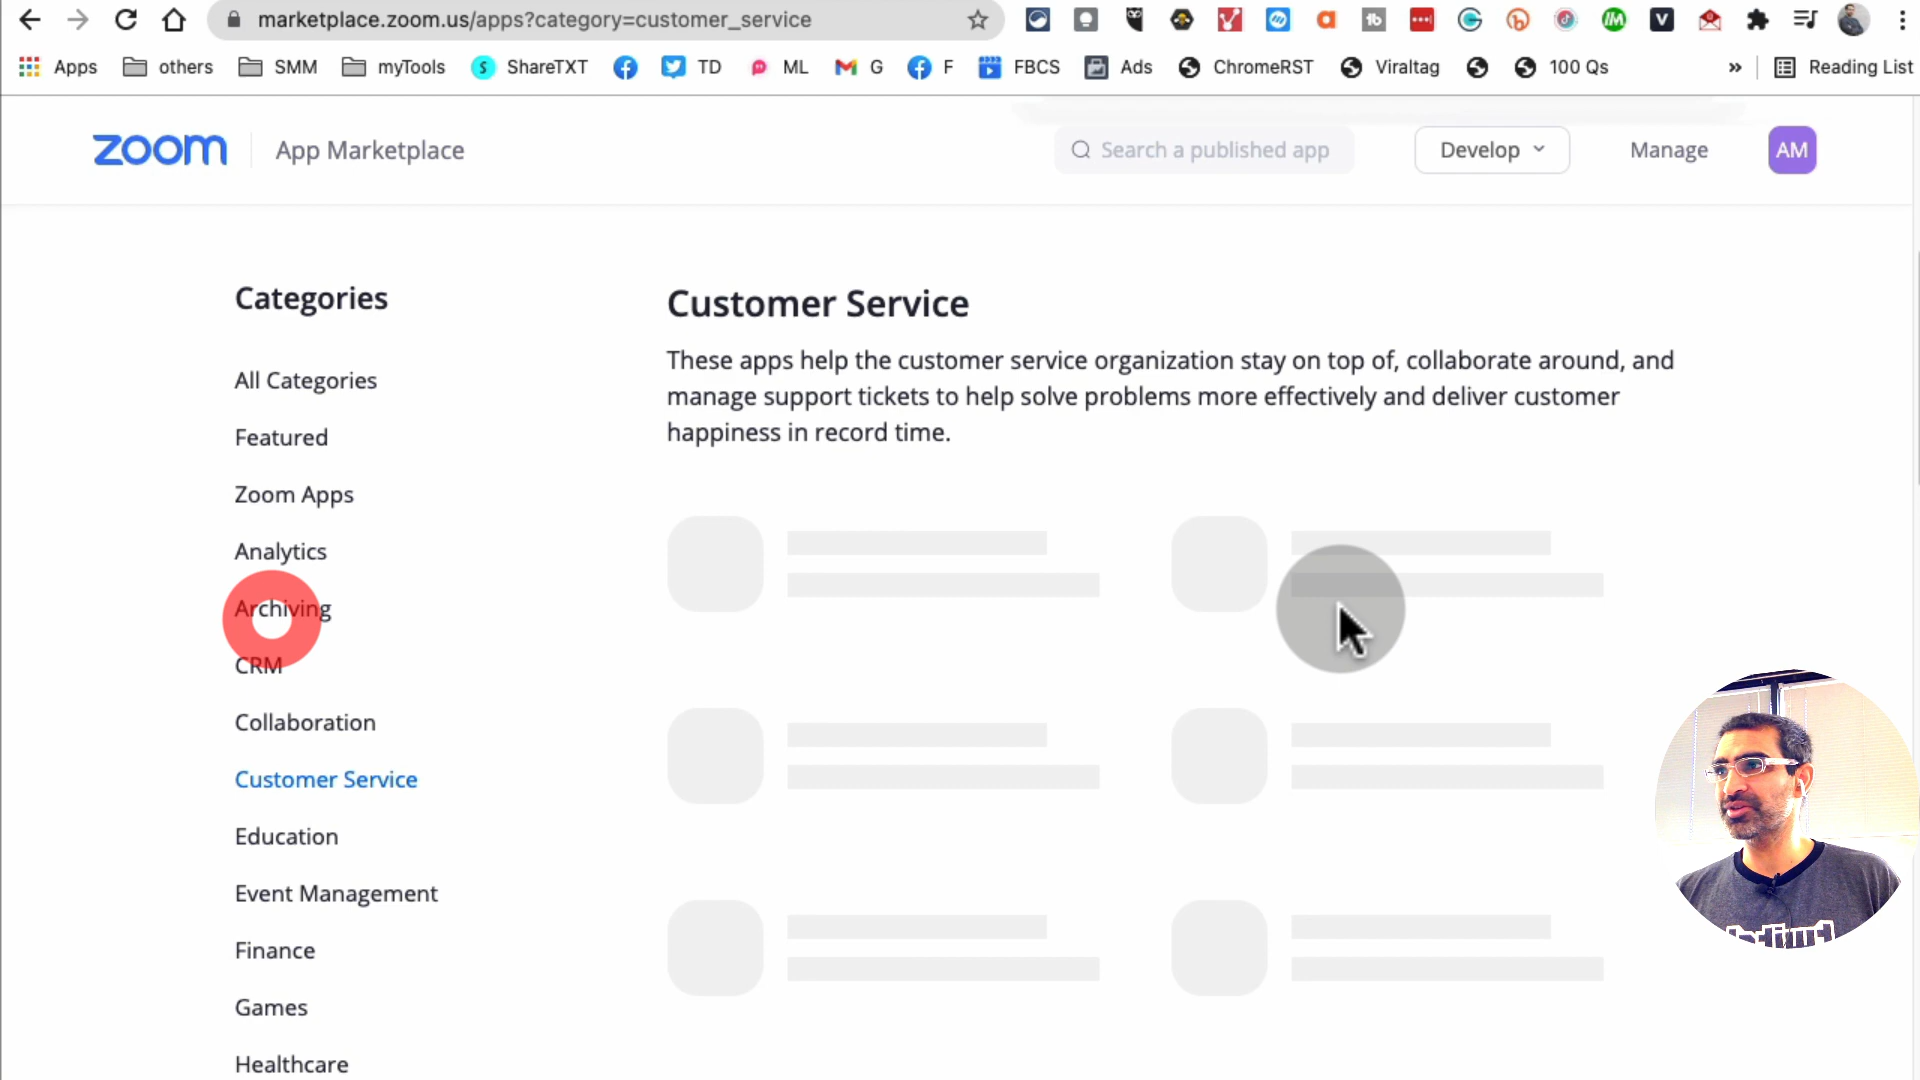 marketplace.zoom.us/apps?category=customer_service
Apps others SMM myTools ShareTXT TD ML G F FBCS Ads ChromeRST Viraltag 100 Qs » Reading List
zoom App Marketplace Search a published app Develop Manage AM
Categories
All Categories
Featured
Zoom Apps
Analytics
Archiving
CRM
Collaboration
Customer Service
Education
Event Management
Finance
Games
Healthcare
Customer Service
These apps help the customer service organization stay on top of, collaborate around, and
manage support tickets to help solve problems more effectively and deliver customer
happiness in record time.